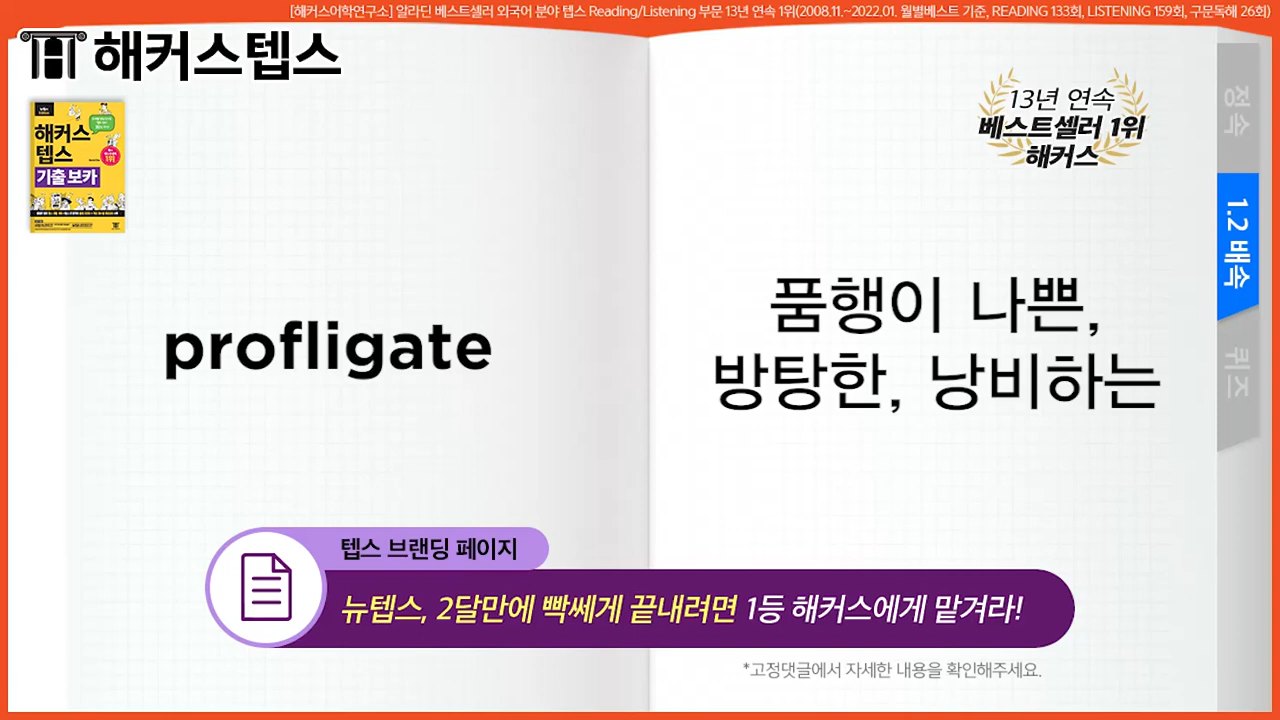 [해커스어학연구소] 알라딘 베스트셀러 외국어 분야 텝스 Reading/Listening 부문 13년 연속 1위(2008.11.~2022.01. 월별베스트 기준, READING 133회, LISTENING 159회, 구문독해 26회)
해커스텝스
해커스
텝스
기출 보카
13년 연속
베스트셀러 1위
해커스
정속
1.2 배속
퀴즈
profligate
품행이 나쁜,
방탕한, 낭비하는
텝스 브랜딩 페이지
뉴텝스, 2달만에 빡쎄게 끝내려면 1등 해커스에게 맡겨라!
*고정댓글에서 자세한 내용을 확인해주세요.